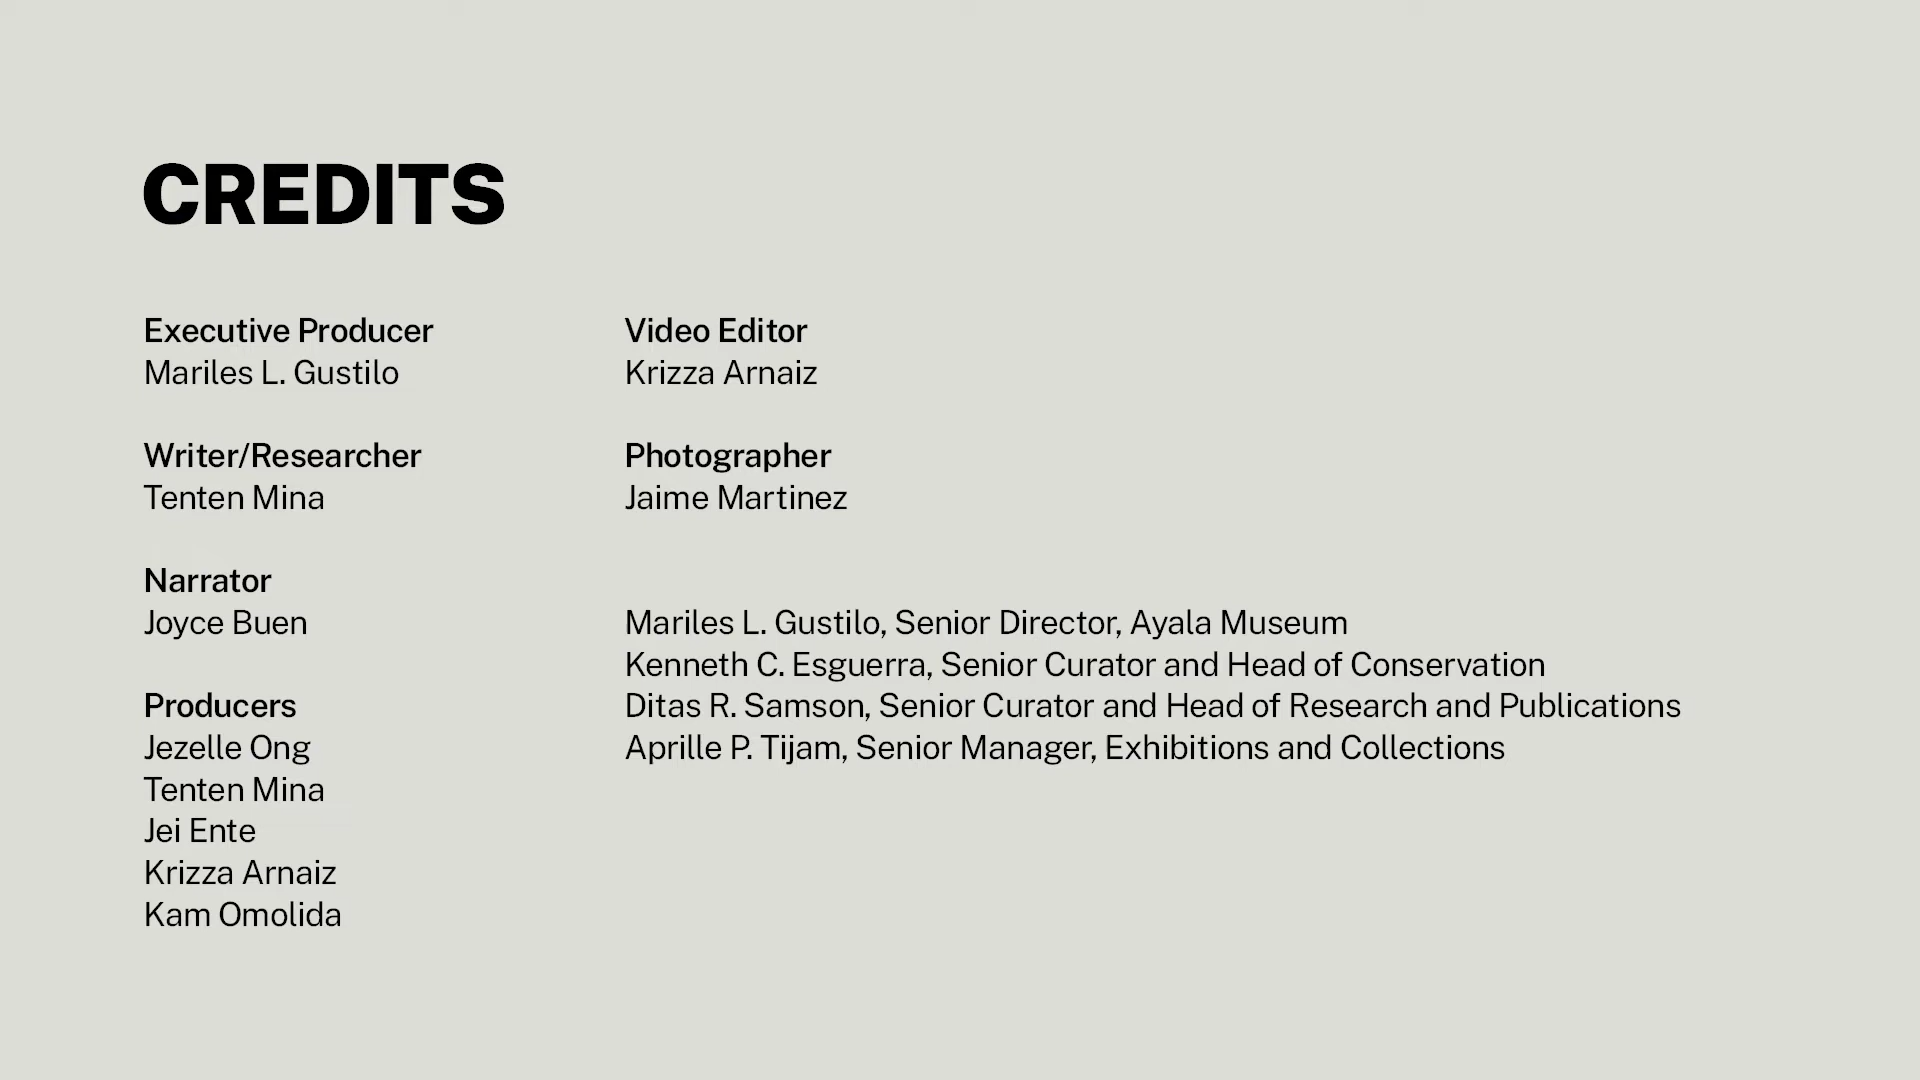 CREDITS
Executive Producer
Mariles L. Gustilo
Writer/Researcher
Tenten Mina
Narrator
Joyce Buen
Producers
Jezelle Ong
Tenten Mina
Jei Ente
Krizza Arnaiz
Kam Omolida
Video Editor
Krizza Arnaiz
Photographer
Jaime Martinez
Mariles L. Gustilo, Senior Director, Ayala Museum
Kenneth C. Esguerra, Senior Curator and Head of Conservation
Ditas R. Samson, Senior Curator and Head of Research and Publications
Aprille P. Tijam, Senior Manager, Exhibitions and Collections